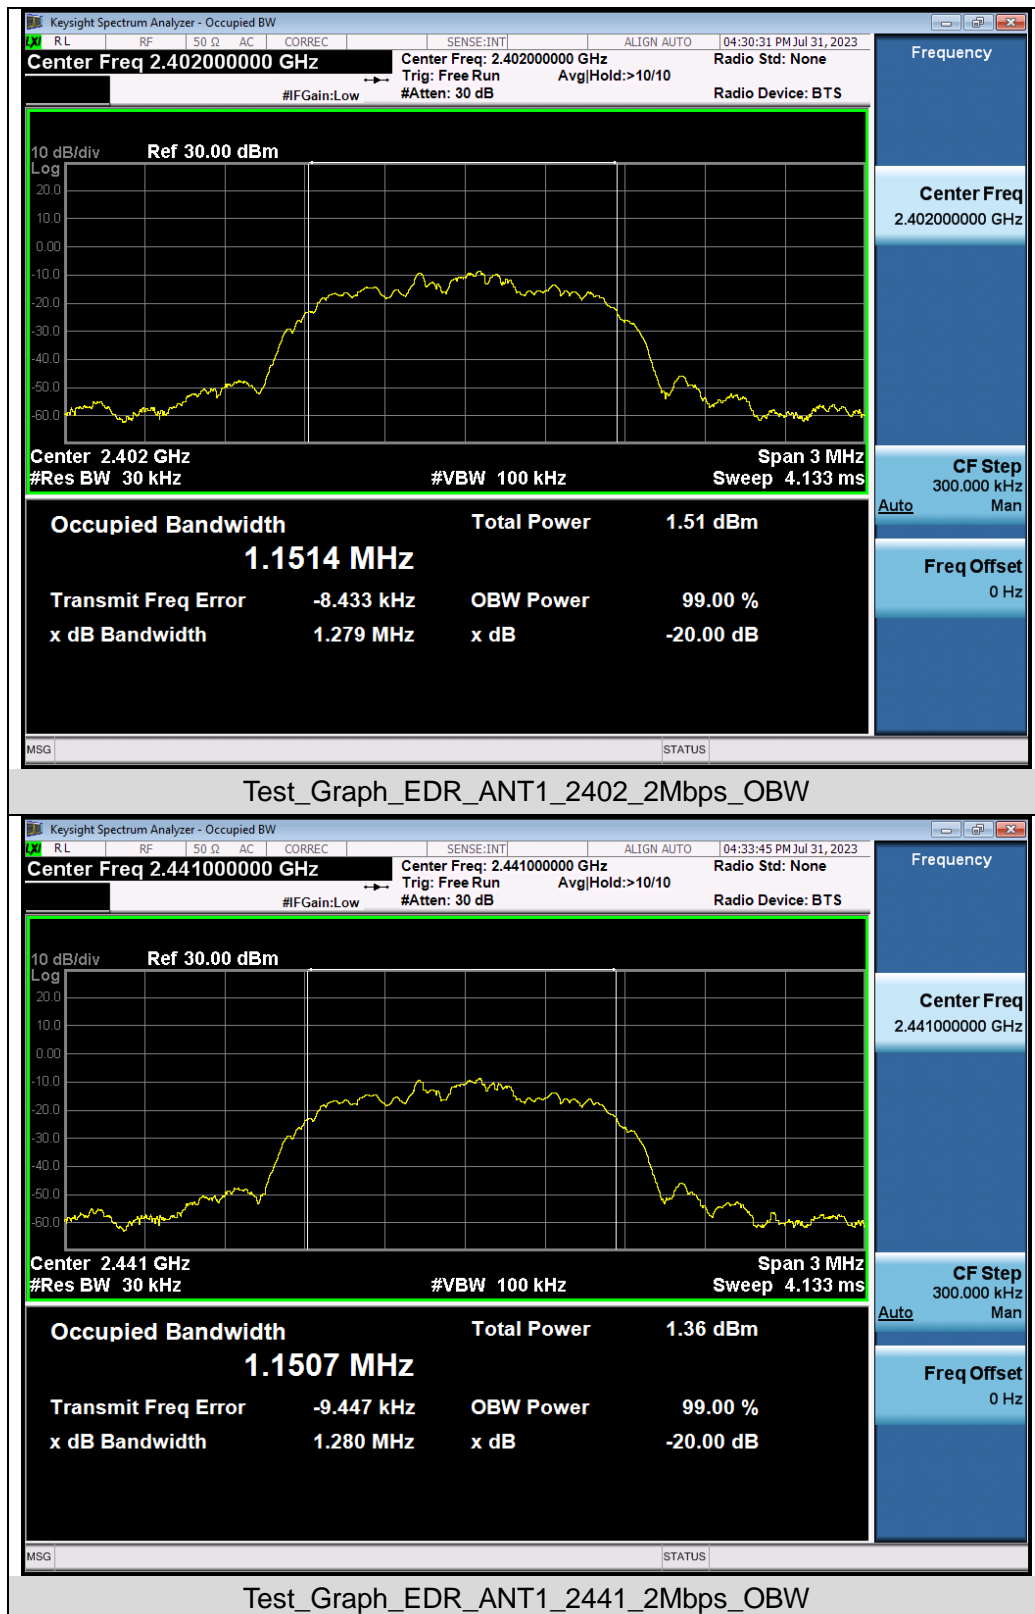 Keysight Spectrum Analyzer - Occupied BW
LXI RL RF 50 Ω AC CORREC SENSE:INT ALIGN AUTO 04:30:31 PM Jul 31, 2023
Center Freq 2.402000000 GHz Center Freq: 2.402000000 GHz Radio Std: None Frequency
Trig: Free Run Avg|Hold:>10/10
#IFGain:Low #Atten: 30 dB Radio Device: BTS
10 dB/div Ref 30.00 dBm
Log
20.0
10.0
0.00
-10.0
-20.0
-30.0
-40.0
-50.0
-60.0
Center Freq
2.402000000 GHz
Center 2.402 GHz Span 3 MHz
#Res BW 30 kHz #VBW 100 kHz Sweep 4.133 ms
CF Step
300.000 kHz
Auto Man
Occupied Bandwidth Total Power 1.51 dBm
1.1514 MHz
Freq Offset
0 Hz
Transmit Freq Error -8.433 kHz OBW Power 99.00 %
x dB Bandwidth 1.279 MHz x dB -20.00 dB
MSG STATUS
Test_Graph_EDR_ANT1_2402_2Mbps_OBW
Keysight Spectrum Analyzer - Occupied BW
LXI RL RF 50 Ω AC CORREC SENSE:INT ALIGN AUTO 04:33:45 PM Jul 31, 2023
Center Freq 2.441000000 GHz Center Freq: 2.441000000 GHz Radio Std: None Frequency
Trig: Free Run Avg|Hold:>10/10
#IFGain:Low #Atten: 30 dB Radio Device: BTS
10 dB/div Ref 30.00 dBm
Log
20.0
10.0
0.00
-10.0
-20.0
-30.0
-40.0
-50.0
-60.0
Center Freq
2.441000000 GHz
Center 2.441 GHz Span 3 MHz
#Res BW 30 kHz #VBW 100 kHz Sweep 4.133 ms
CF Step
300.000 kHz
Auto Man
Occupied Bandwidth Total Power 1.36 dBm
1.1507 MHz
Freq Offset
0 Hz
Transmit Freq Error -9.447 kHz OBW Power 99.00 %
x dB Bandwidth 1.280 MHz x dB -20.00 dB
MSG STATUS
Test_Graph_EDR_ANT1_2441_2Mbps_OBW